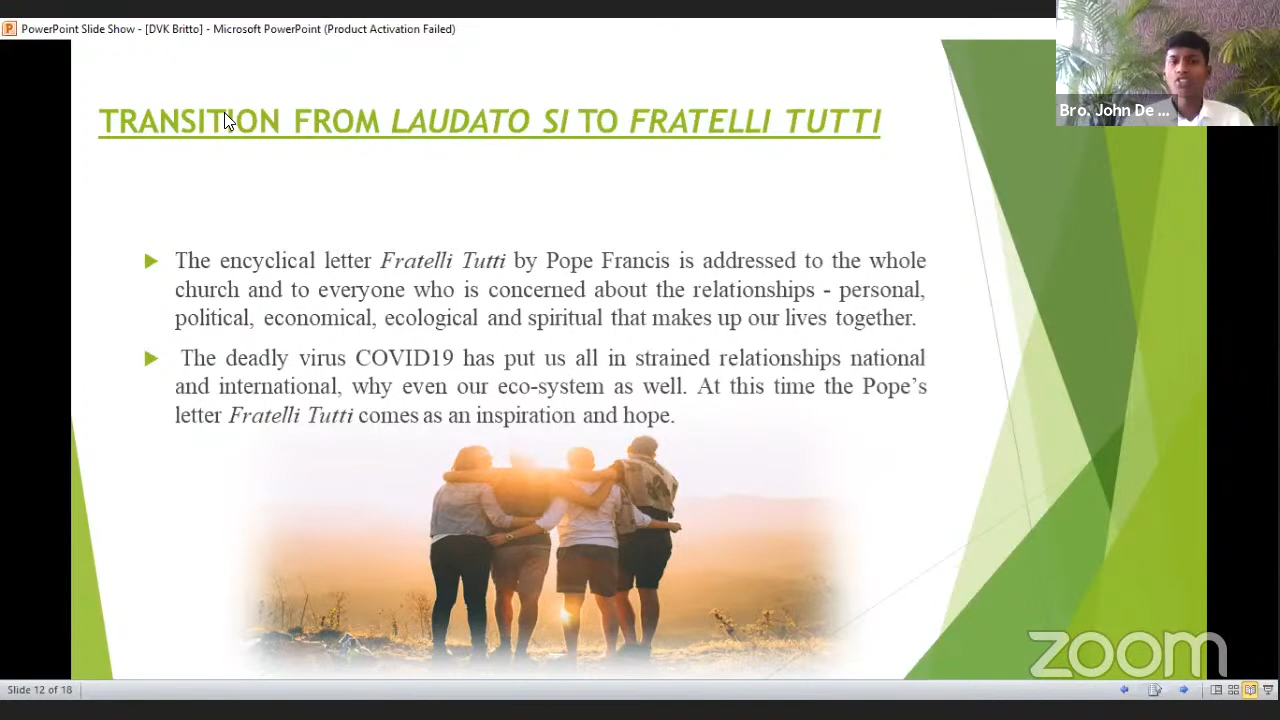 PowerPoint Slide Show - [DVK Britto] - Microsoft PowerPoint (Product Activation Failed)
Bro. John De ...
TRANSITION FROM LAUDATO SI TO FRATELLI TUTTI
The encyclical letter Fratelli Tutti by Pope Francis is addressed to the whole
church and to everyone who is concerned about the relationships - personal,
political, economical, ecological and spiritual that makes up our lives together.
The deadly virus COVID19 has put us all in strained relationships national
and international, why even our eco-system as well. At this time the Pope's
letter Fratelli Tutti comes as an inspiration and hope.
zoom
Slide 12 of 18